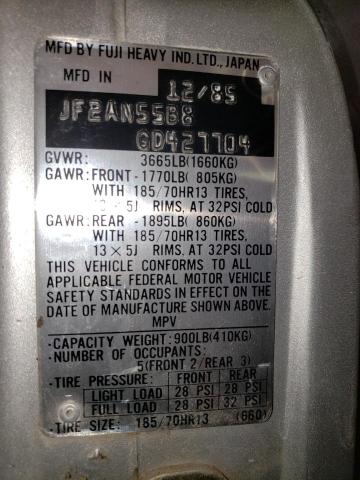 MFD BY FUJI HEAVY IND. LTD., JAPAN
MFD IN 12/85
JF2AN55B8
GD427704
GVWR: 3665LB(1660KG)
GAWR:FRONT-1770LB( 805KG)
WITH 185/70HR13 TIRES,
13 × 5J RIMS, AT 32PSI COLD
GAWR:REAR -1895LB( 860KG)
WITH 185/70HR13 TIRES,
13 × 5J RIMS, AT 32PSI COLD
THIS VEHICLE CONFORMS TO ALL
APPLICABLE FEDERAL MOTOR VEHICLE
SAFETY STANDARDS IN EFFECT ON THE
DATE OF MANUFACTURE SHOWN ABOVE.
MPV
·CAPACITY WEIGHT:900LB(410KG)
·NUMBER OF OCCUPANTS:
5(FRONT 2/REAR 3)
·TIRE PRESSURE: FRONT REAR
LIGHT LOAD 28 PSI 28 PSI
FULL LOAD 28 PSI 32 PSI
·TIRE SIZE: 185/70HR13 (660)